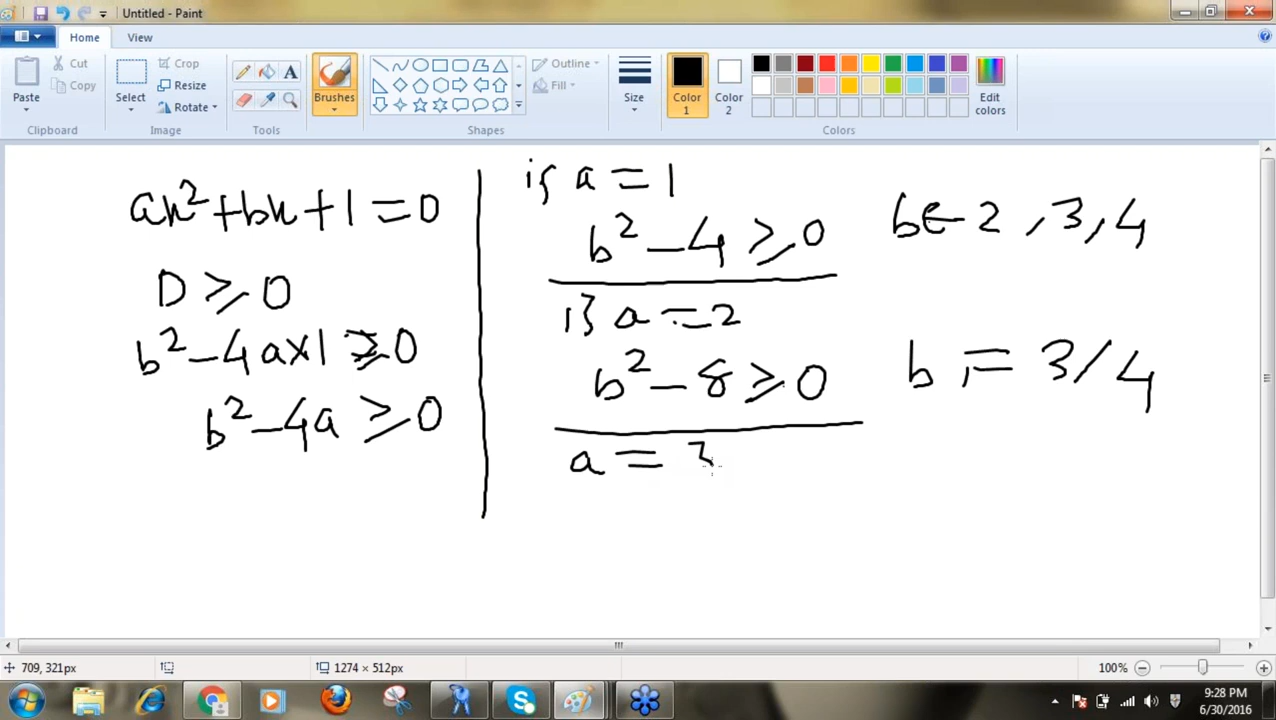 Untitled - Paint
Home View
Paste
Cut
Copy
Clipboard
Select
Crop
Resize
Rotate
Image
Tools
Brushes
Outline
Fill
Shapes
Size
Color 1
Color 2
Edit colors
Colors
ax²+bx+1=0
D ≥ 0
b²-4a×1 ≥ 0
b²-4a ≥ 0
if a = 1
b²-4 ≥ 0
b ∈ 2, 3, 4
if a = 2
b²-8 ≥ 0
b = 3/4
a = 3
709, 321px
1274 × 512px
100%
9:28 PM
6/30/2016